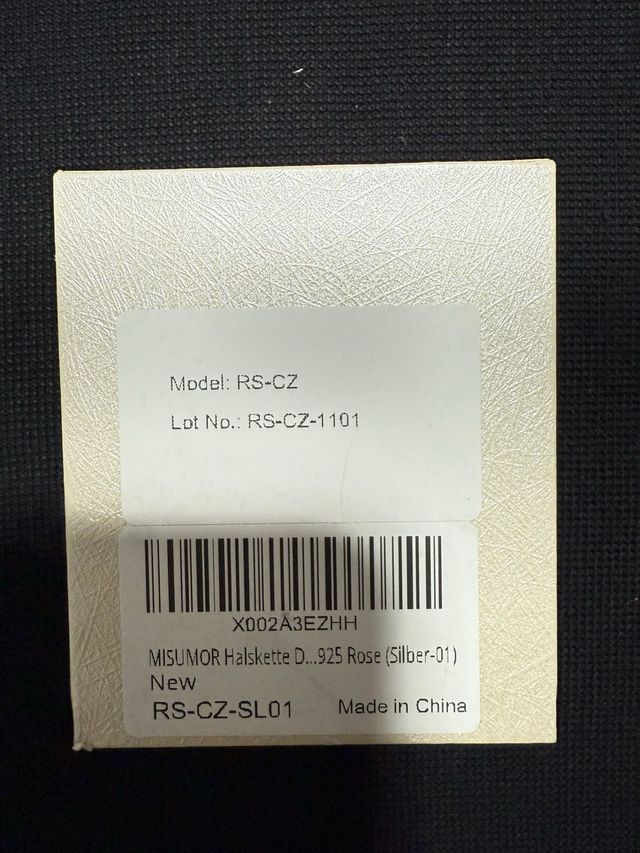 Model: RS-CZ
Lot No.: RS-CZ-1101
X002A3EZHH
MISUMOR Halskette D...925 Rose (Silber-01)
New
RS-CZ-SL01 Made in China